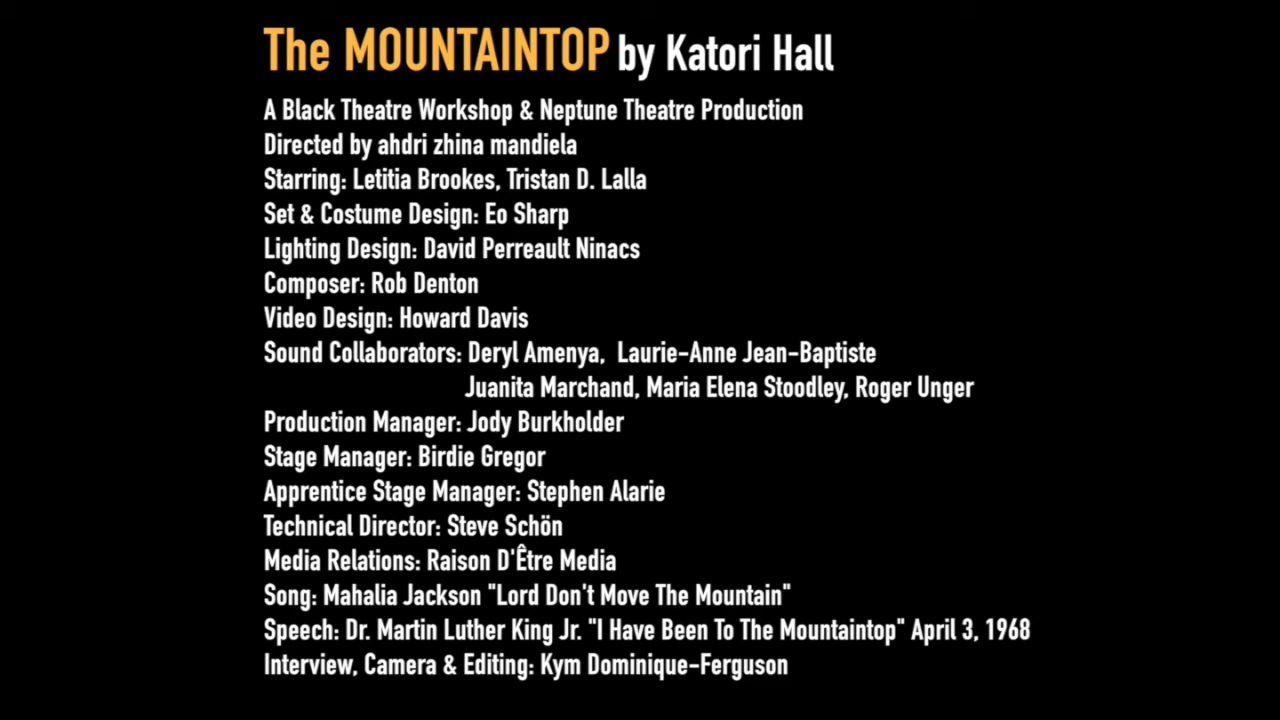 The MOUNTAINTOP by Katori Hall
A Black Theatre Workshop & Neptune Theatre Production
Directed by ahdri zhina mandiela
Starring: Letitia Brookes, Tristan D. Lalla
Set & Costume Design: Eo Sharp
Lighting Design: David Perreault Ninacs
Composer: Rob Denton
Video Design: Howard Davis
Sound Collaborators: Deryl Amenya,  Laurie-Anne Jean-Baptiste
Juanita Marchand, Maria Elena Stoodley, Roger Unger
Production Manager: Jody Burkholder
Stage Manager: Birdie Gregor
Apprentice Stage Manager: Stephen Alarie
Technical Director: Steve Schön
Media Relations: Raison D'Être Media
Song: Mahalia Jackson "Lord Don't Move The Mountain"
Speech: Dr. Martin Luther King Jr. "I Have Been To The Mountaintop" April 3, 1968
Interview, Camera & Editing: Kym Dominique-Ferguson